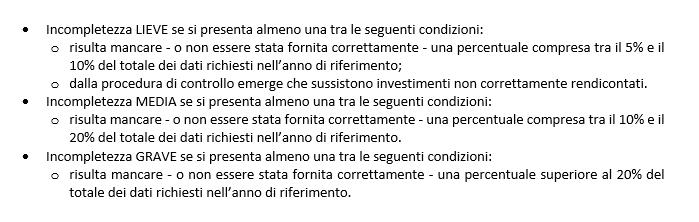 • Incompletezza LIEVE se si presenta almeno una tra le seguenti condizioni:
o risulta mancare - o non essere stata fornita correttamente - una percentuale compresa tra il 5% e il
10% del totale dei dati richiesti nell'anno di riferimento;
o dalla procedura di controllo emerge che sussistono investimenti non correttamente rendicontati.
• Incompletezza MEDIA se si presenta almeno una tra le seguenti condizioni:
o risulta mancare - o non essere stata fornita correttamente - una percentuale compresa tra il 10% e il
20% del totale dei dati richiesti nell'anno di riferimento.
• Incompletezza GRAVE se si presenta almeno una tra le seguenti condizioni:
o risulta mancare - o non essere stata fornita correttamente - una percentuale superiore al 20% del
totale dei dati richiesti nell'anno di riferimento.